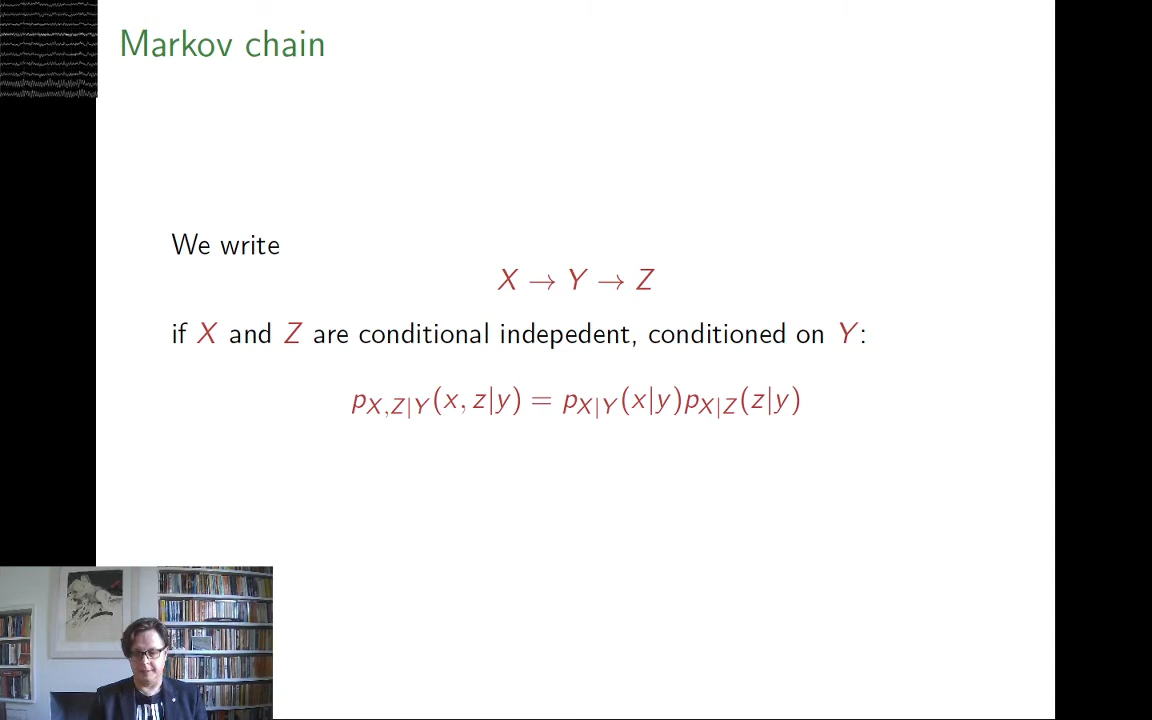 Markov chain
We write
X → Y → Z
if X and Z are conditional indepedent, conditioned on Y:
p_{X,Z|Y}(x, z|y) = p_{X|Y}(x|y)p_{X|Z}(z|y)